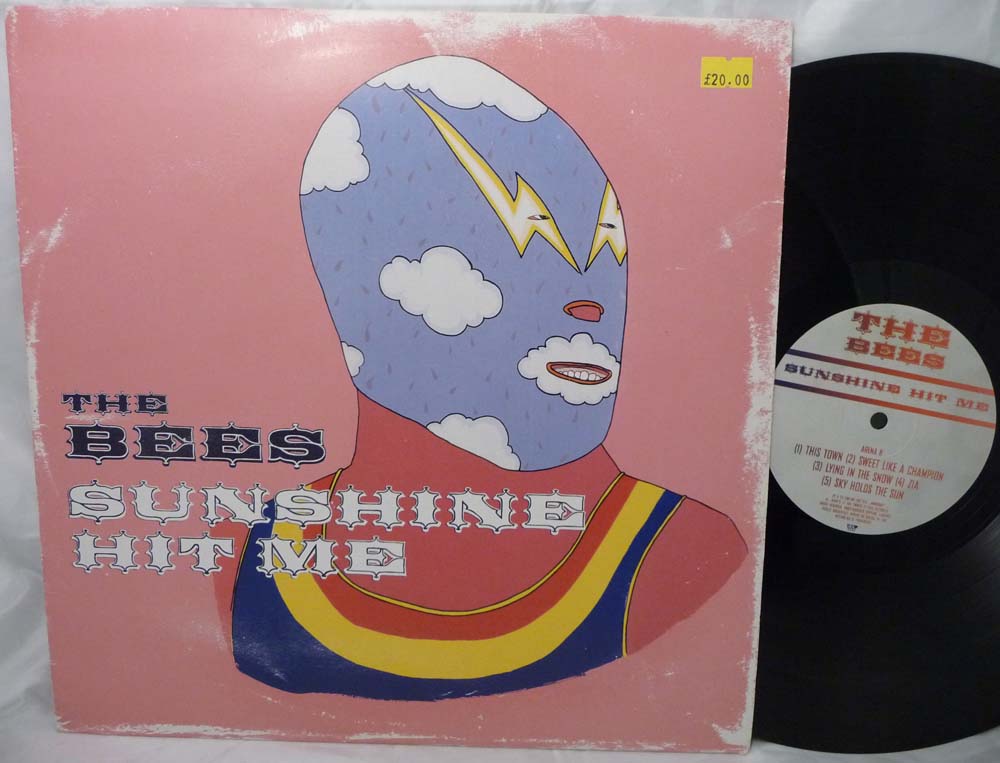 £20.00
THE
BEES
SUNSHINE
HIT ME
THE
BEES
SUNSHINE HIT ME
ARENA B
(1) THIS TOWN (2) SWEET LIKE A CHAMPION
(3) LYING IN THE SNOW (4) ZIA
(5) SKY HOLDS THE SUN